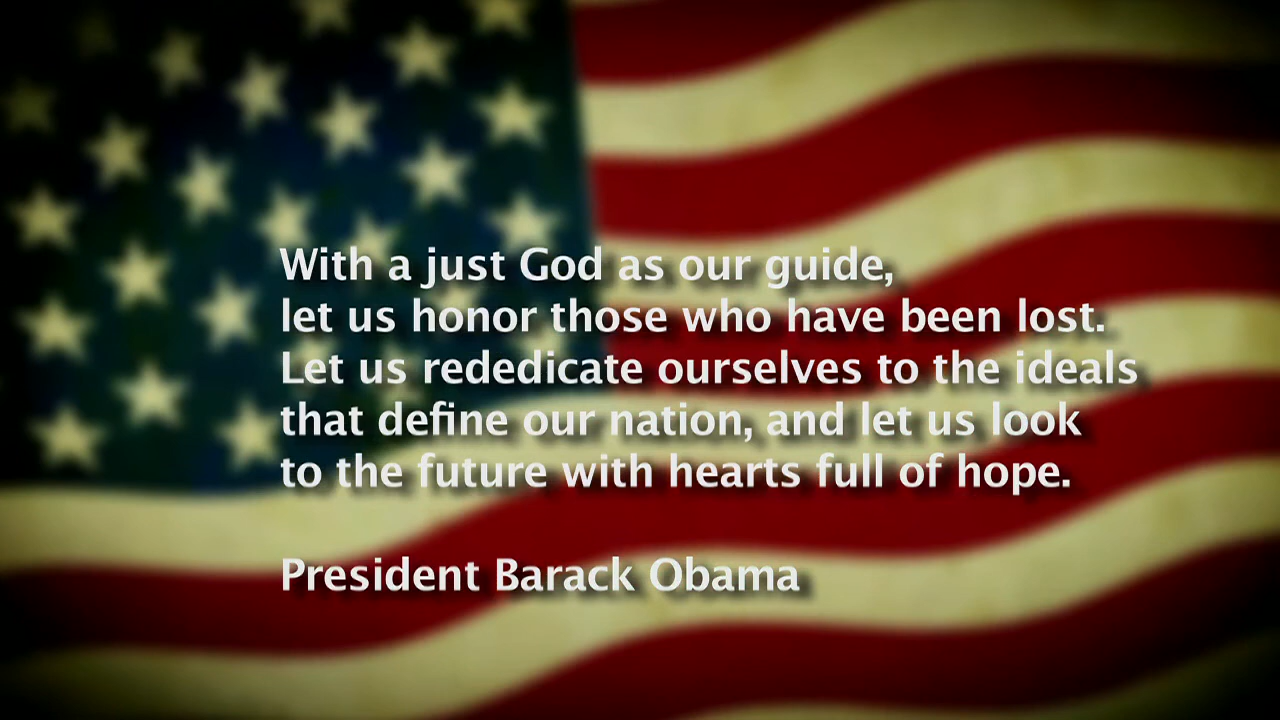 With a just God as our guide,
let us honor those who have been lost.
Let us rededicate ourselves to the ideals
that define our nation, and let us look
to the future with hearts full of hope.
President Barack Obama